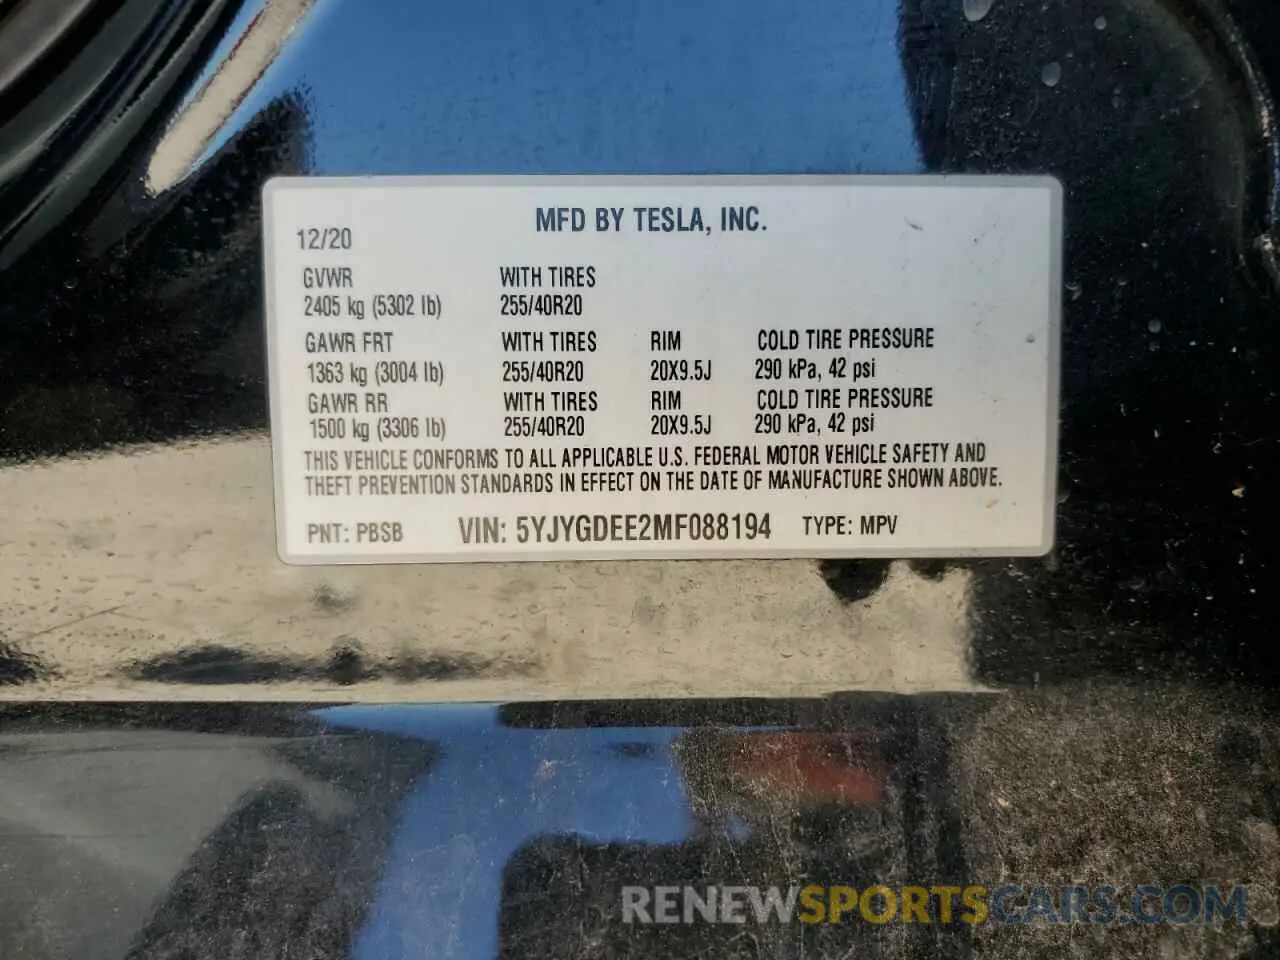 MFD BY TESLA, INC.
12/20
GVWR WITH TIRES
2405 kg (5302 lb) 255/40R20
GAWR FRT WITH TIRES RIM COLD TIRE PRESSURE
1363 kg (3004 lb) 255/40R20 20X9.5J 290 kPa, 42 psi
GAWR RR WITH TIRES RIM COLD TIRE PRESSURE
1500 kg (3306 lb) 255/40R20 20X9.5J 290 kPa, 42 psi
THIS VEHICLE CONFORMS TO ALL APPLICABLE U.S. FEDERAL MOTOR VEHICLE SAFETY AND
THEFT PREVENTION STANDARDS IN EFFECT ON THE DATE OF MANUFACTURE SHOWN ABOVE.
PNT: PBSB VIN: 5YJYGDEE2MF088194 TYPE: MPV
RENEWSPORTSCARS.COM